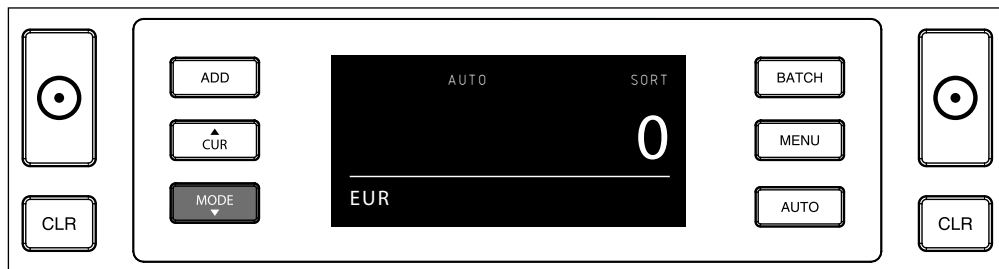 ADD
AUTO SORT
BATCH
CUR
0
MENU
MODE
EUR
AUTO
CLR
CLR